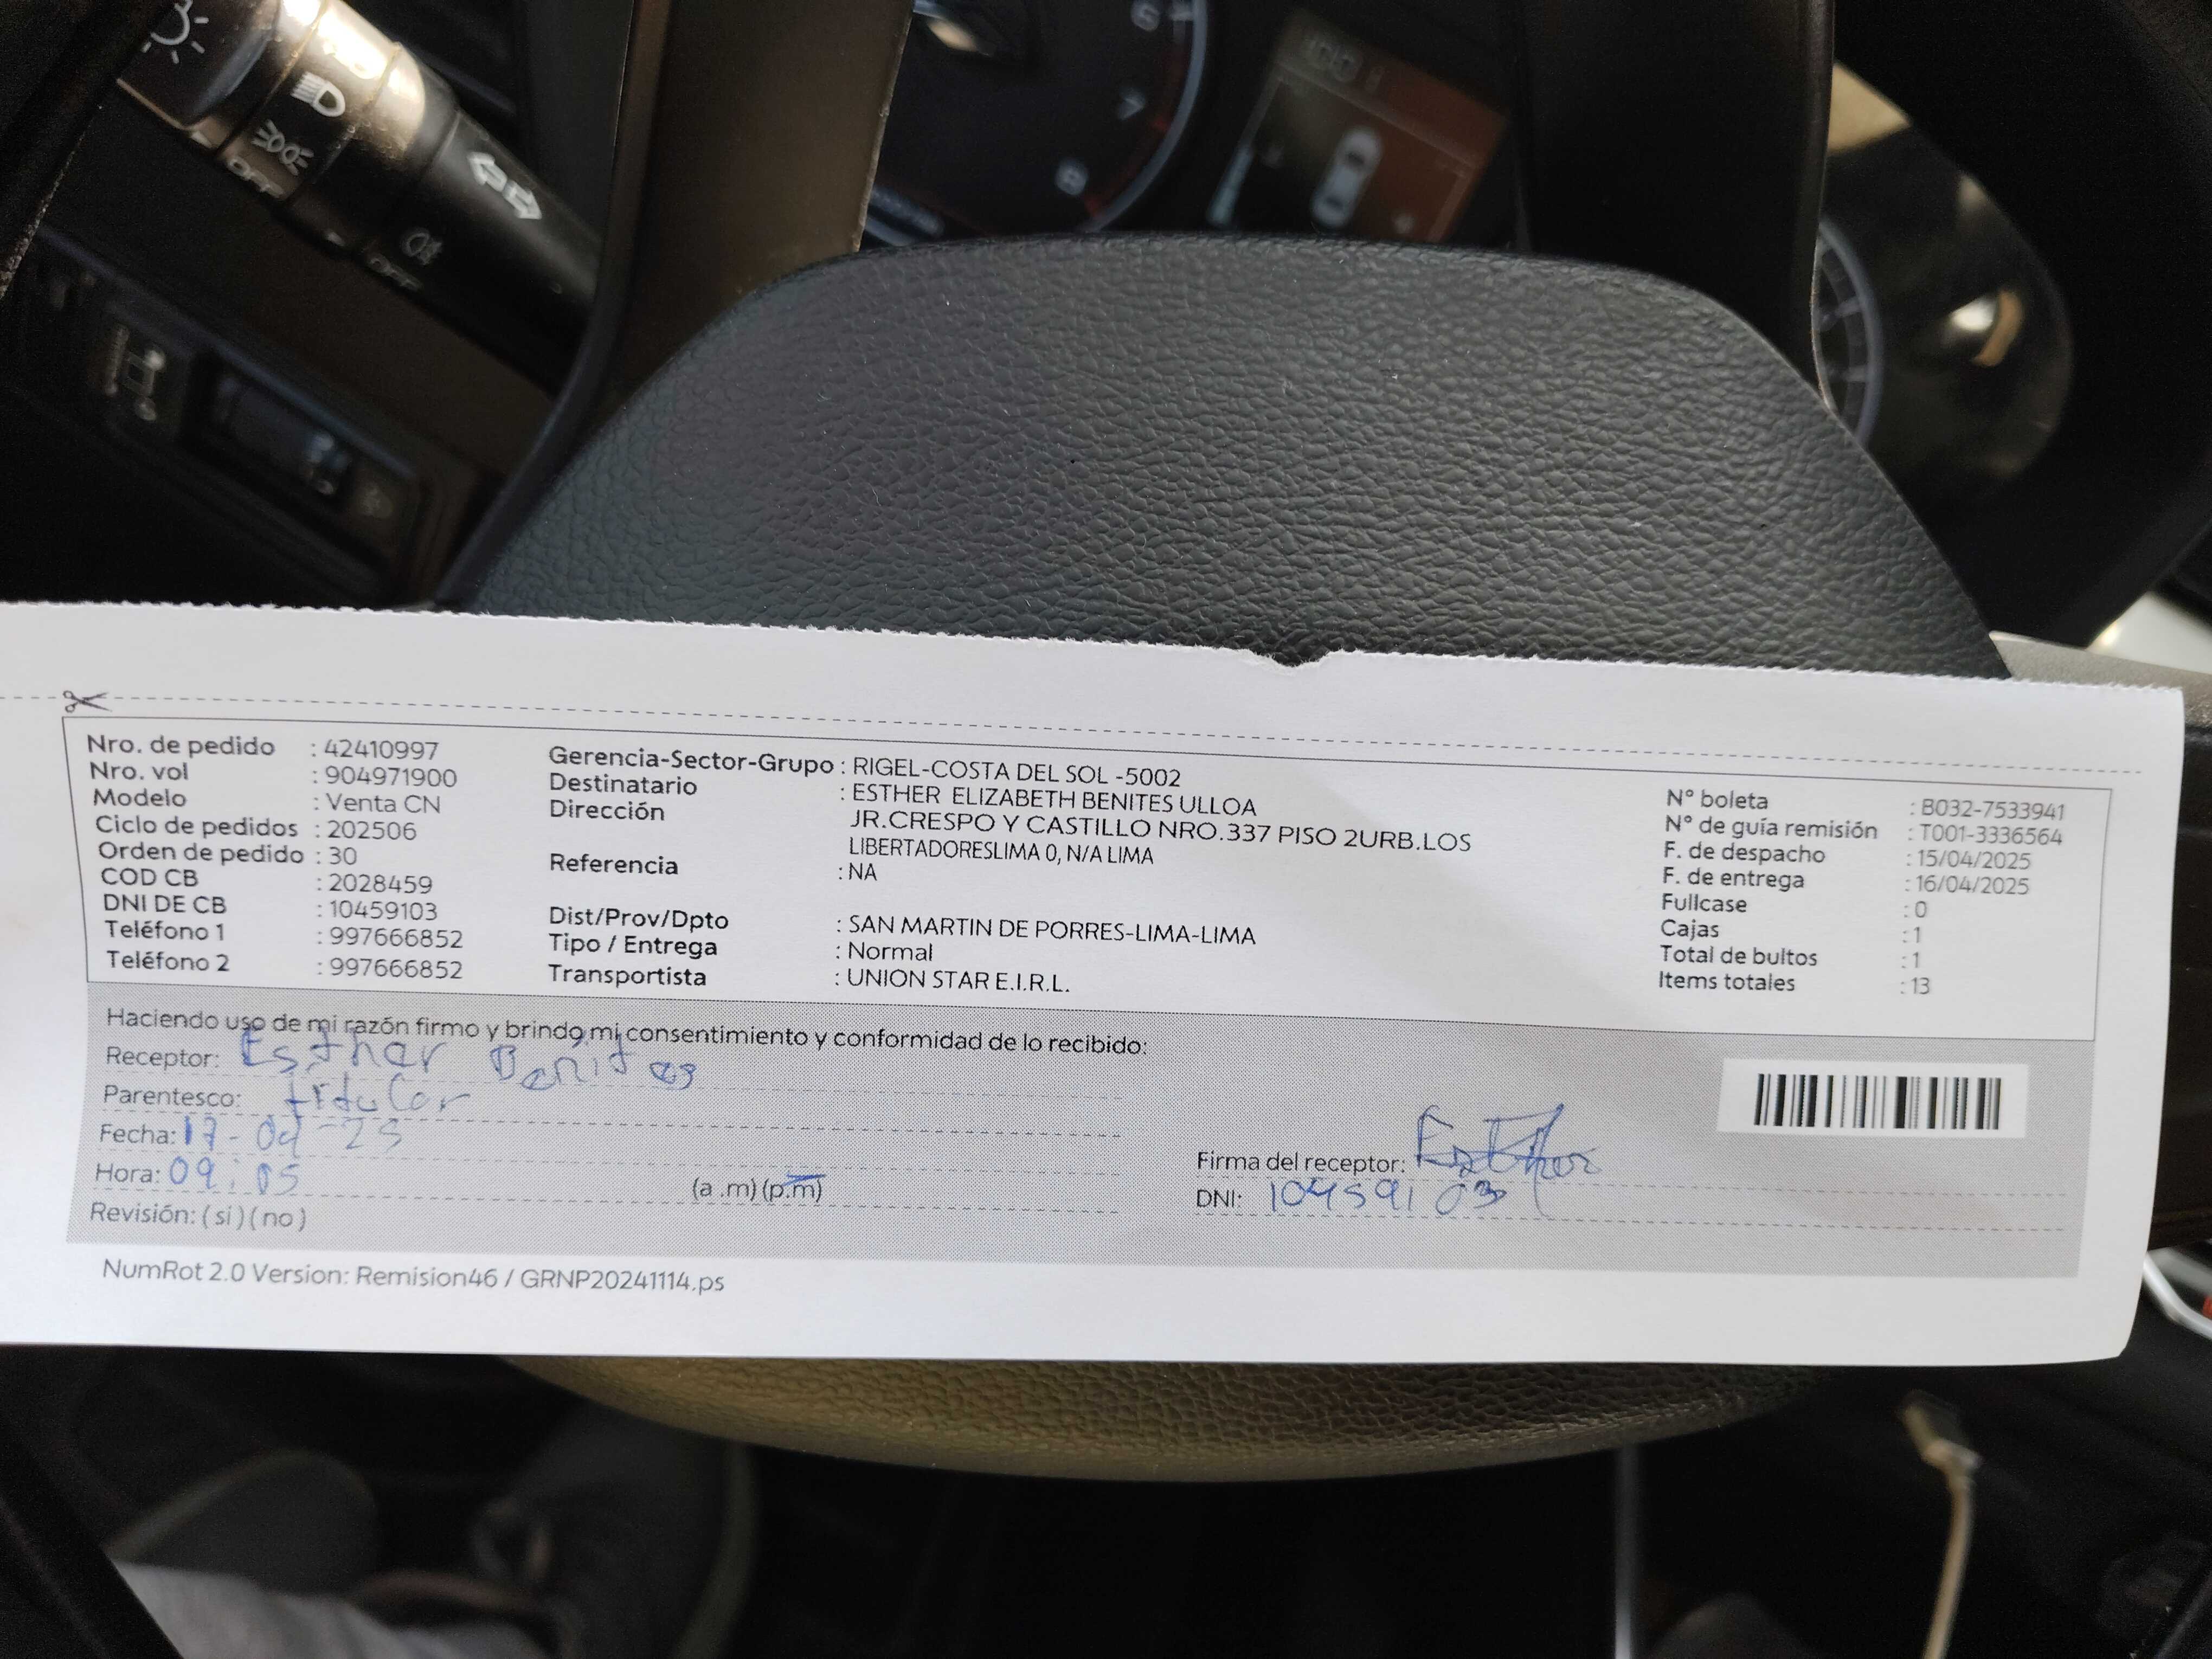 OFF
OFF
6
7
8
Nro. de pedido : 42410997
Nro. vol : 904971900
Modelo : Venta CN
Ciclo de pedidos : 202506
Orden de pedido : 30
COD CB : 2028459
DNI DE CB : 10459103
Teléfono 1 : 997666852
Teléfono 2 : 997666852
Gerencia-Sector-Grupo : RIGEL-COSTA DEL SOL -5002
Destinatario : ESTHER ELIZABETH BENITES ULLOA
Dirección JR.CRESPO Y CASTILLO NRO.337 PISO 2URB.LOS
LIBERTADORESLIMA 0, N/A LIMA
Referencia : NA
Dist/Prov/Dpto : SAN MARTIN DE PORRES-LIMA-LIMA
Tipo / Entrega : Normal
Transportista : UNION STAR E.I.R.L.
N° boleta : B032-7533941
N° de guía remisión : T001-3336564
F. de despacho : 15/04/2025
F. de entrega : 16/04/2025
Fullcase : 0
Cajas : 1
Total de bultos : 1
Items totales : 13
Haciendo uso de mi razón firmo y brindo mi consentimiento y conformidad de lo recibido:
Receptor: Esther Benites
Parentesco: titular
Fecha: 17-04-25
Hora: 09:05 (a .m) (p.m)
Revisión: ( si ) ( no )
Firma del receptor: Esther
DNI: 10459103
NumRot 2.0 Version: Remision46 / GRNP20241114.ps